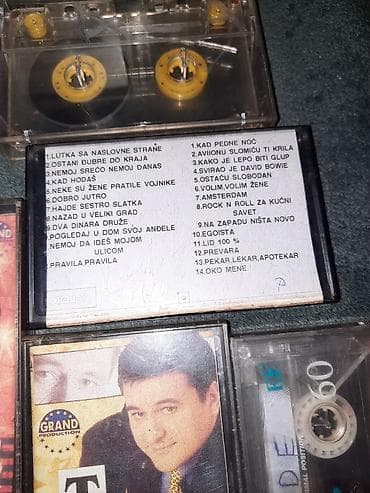 1.LUTKA SA NASLOVNE STRANE
2.OSTANI ĐUBRE DO KRAJA
3.NEMOJ SREĆO NEMOJ DANAS
4.KAD HODAŠ
5.NEKE SU ŽENE PRATILE VOJNIKE
6.DOBRO JUTRO
7.HAJDE SESTRO SLATKA
8.NAZAD U VELIKI GRAD
9.DVA DINARA DRUŽE
POGLEDAJ U DOM SVOJ ANĐELE
NEMOJ DA IDEŠ MOJOM
ULICOM
PRAVILA,PRAVILA
1.KAD PEDNE NOĆ
2.AVIIONU SLOMIĆU TI KRILA
3.KAKO JE LEPO BITI GLUP
4.SVIRAO JE DAVID BOWIE
5.OSTAĆU SLOBODAN
6.VOLIM,VOLIM ŽENE
7.AMSTERDAM
8.ROCK N ROLL ZA KUĆNI
SAVET
9.NA ZAPADU NIŠTA NOVO
10.EGOISTA
11.LID 100 %
12.PREVARA
13.PEKAR,LEKAR,APOTEKAR
14.OKO MENE
GRAND
PRODUCTION
T
60
POSITION
DE